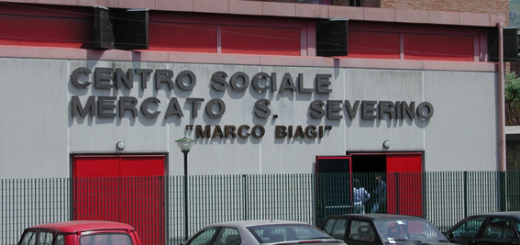 CENTRO SOCIALE
MERCATO S. SEVERINO
"MARCO BIAGI"